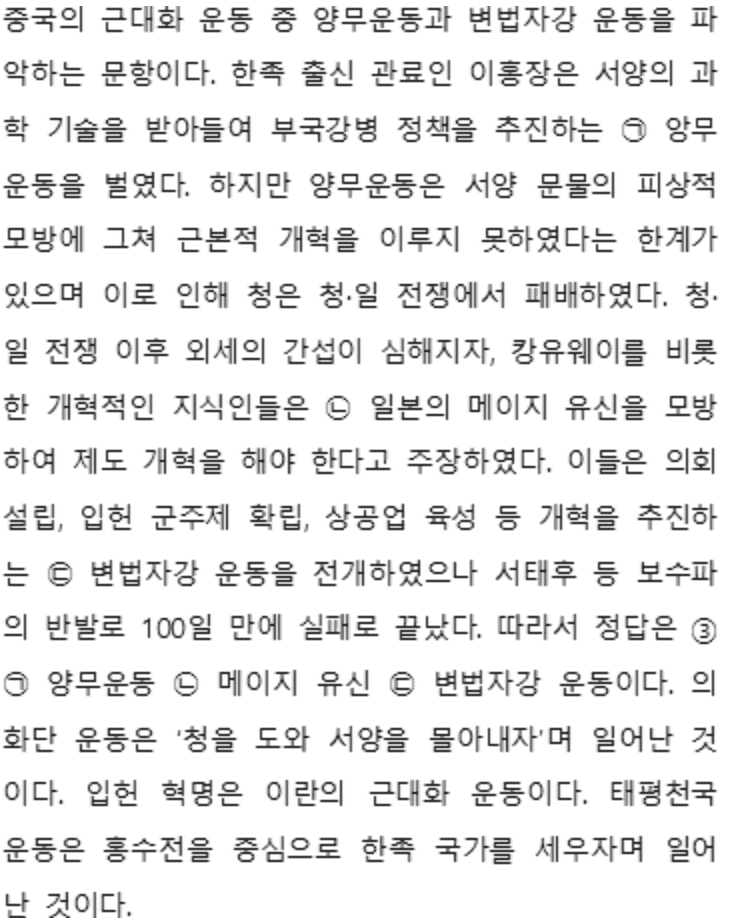 중국의 근대화 운동 중 양무운동과 변법자강 운동을 파
악하는 문항이다. 한족 출신 관료인 이홍장은 서양의 과
학 기술을 받아들여 부국강병 정책을 추진하는 ㉠ 양무
운동을 벌였다. 하지만 양무운동은 서양 문물의 피상적
모방에 그쳐 근본적 개혁을 이루지 못하였다는 한계가
있으며 이로 인해 청은 청·일 전쟁에서 패배하였다. 청·
일 전쟁 이후 외세의 간섭이 심해지자, 캉유웨이를 비롯
한 개혁적인 지식인들은 ㉡ 일본의 메이지 유신을 모방
하여 제도 개혁을 해야 한다고 주장하였다. 이들은 의회
설립, 입헌 군주제 확립, 상공업 육성 등 개혁을 추진하
는 ㉢ 변법자강 운동을 전개하였으나 서태후 등 보수파
의 반발로 100일 만에 실패로 끝났다. 따라서 정답은 ③
㉠ 양무운동 ㉡ 메이지 유신 ㉢ 변법자강 운동이다. 의
화단 운동은 '청을 도와 서양을 몰아내자'며 일어난 것
이다. 입헌 혁명은 이란의 근대화 운동이다. 태평천국
운동은 홍수전을 중심으로 한족 국가를 세우자며 일어
난 것이다.